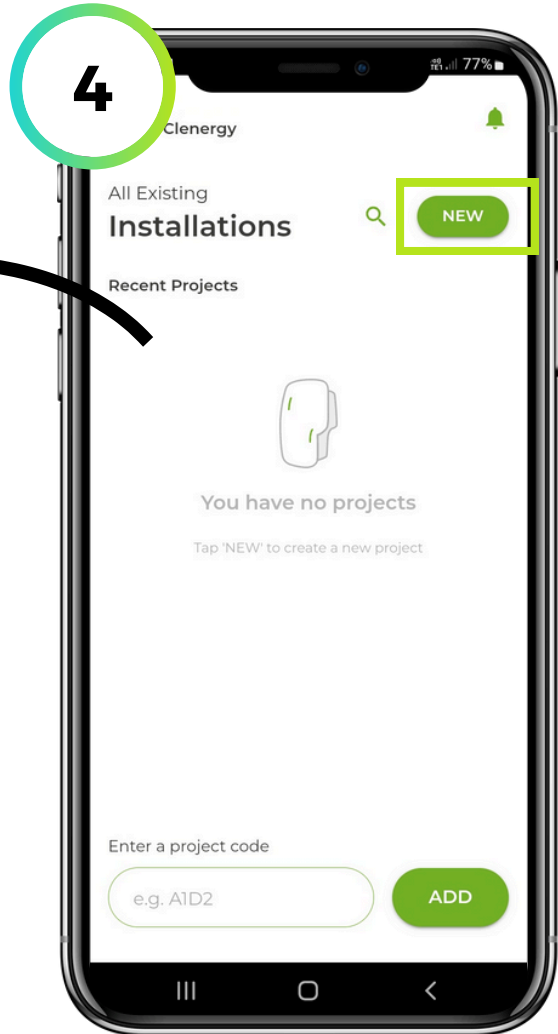 4
77%
Clenergy
All Existing
Installations
NEW
Recent Projects
You have no projects
Tap 'NEW' to create a new project
Enter a project code
e.g. A1D2
ADD